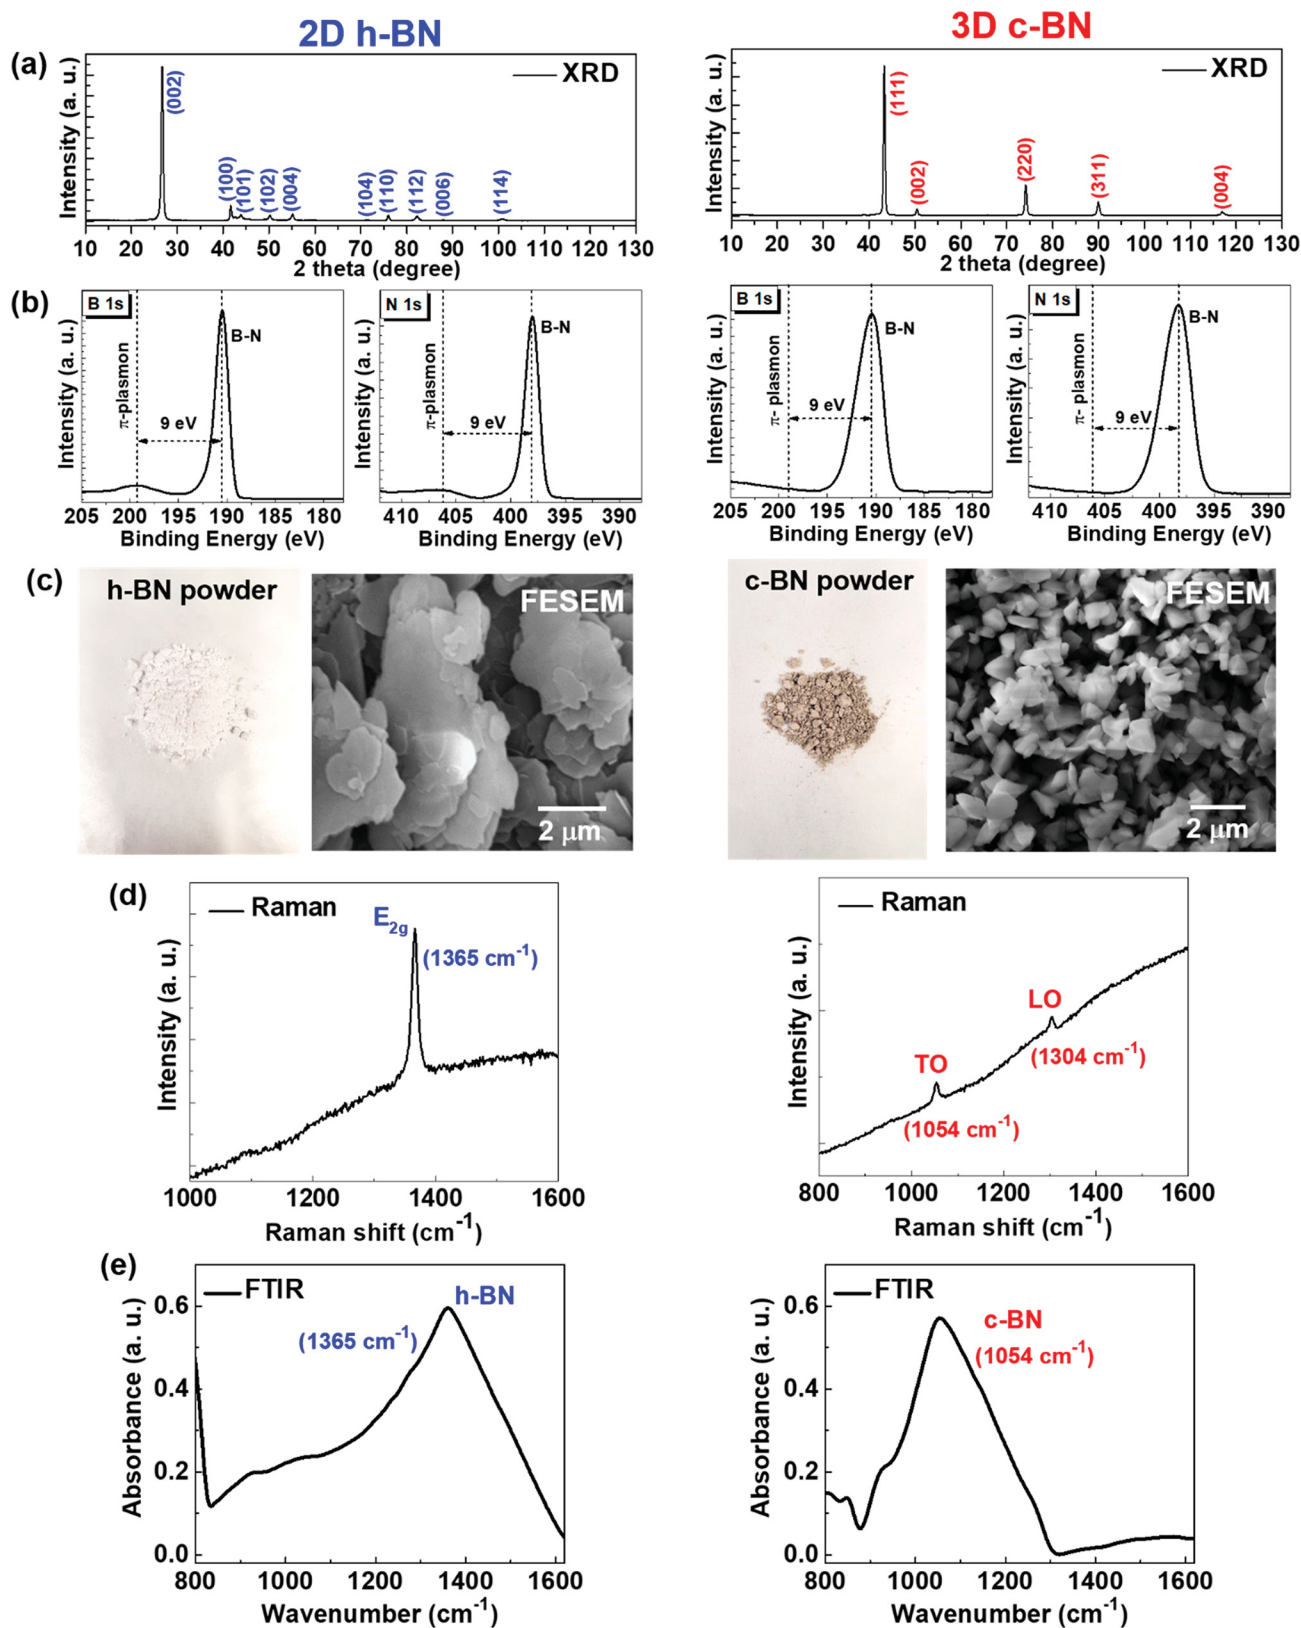 2D h-BN
3D c-BN
(a)
Intensity (a. u.)
XRD
(002)
(100)
(101)
(102)
(004)
(104)
(110)
(112)
(006)
(114)
10 20 30 40 50 60 70 80 90 100 110 120 130
2 theta (degree)
Intensity (a. u.)
XRD
(111)
(002)
(220)
(311)
(004)
10 20 30 40 50 60 70 80 90 100 110 120 130
2 theta (degree)
(b)
Intensity (a. u.)
B 1s
π-plasmon
9 eV
B-N
205 200 195 190 185 180
Binding Energy (eV)
Intensity (a. u.)
N 1s
π-plasmon
9 eV
B-N
410 405 400 395 390
Binding Energy (eV)
Intensity (a. u.)
B 1s
π- plasmon
9 eV
B-N
205 200 195 190 185 180
Binding Energy (eV)
Intensity (a. u.)
N 1s
π- plasmon
9 eV
B-N
410 405 400 395 390
Binding Energy (eV)
(c)
h-BN powder
FESEM
2 μm
c-BN powder
FESEM
2 μm
(d)
Intensity (a. u.)
Raman
E2g
(1365 cm⁻¹)
1000 1200 1400 1600
Raman shift (cm⁻¹)
Intensity (a. u.)
Raman
LO
(1304 cm⁻¹)
TO
(1054 cm⁻¹)
800 1000 1200 1400 1600
Raman shift (cm⁻¹)
(e)
Absorbance (a. u.)
FTIR
h-BN
(1365 cm⁻¹)
0.6
0.4
0.2
0.0
800 1000 1200 1400 1600
Wavenumber (cm⁻¹)
Absorbance (a. u.)
FTIR
c-BN
(1054 cm⁻¹)
0.6
0.4
0.2
0.0
800 1000 1200 1400 1600
Wavenumber (cm⁻¹)